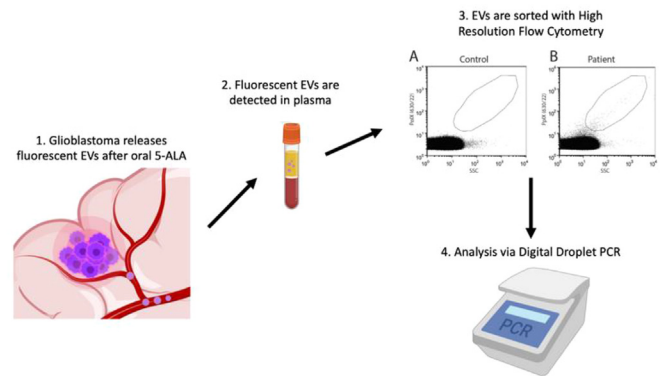 1. Glioblastoma releases
fluorescent EVs after oral 5-ALA
2. Fluorescent EVs are
detected in plasma
3. EVs are sorted with High
Resolution Flow Cytometry
A
Control
SSC
B
Patient
SSC
4. Analysis via Digital Droplet PCR
PCR